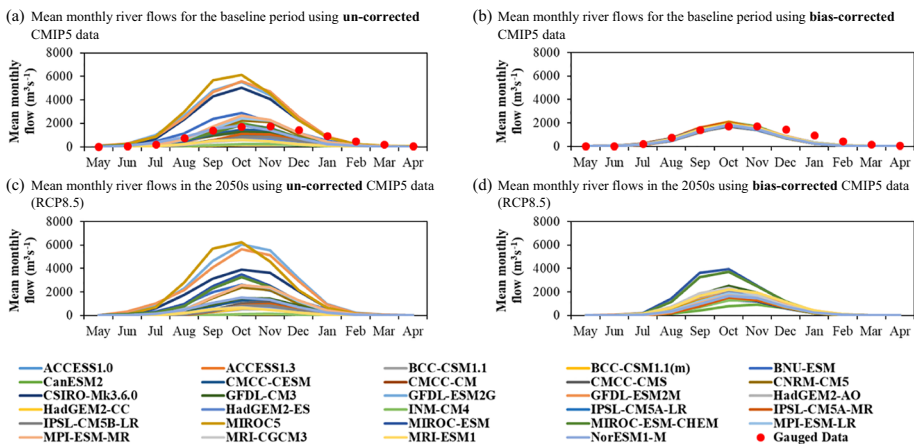 (a) Mean monthly river flows for the baseline period using un-corrected
CMIP5 data
8000
6000
4000
2000
0
Mean monthly
flow (m³s⁻¹)
May Jun Jul Aug Sep Oct Nov Dec Jan Feb Mar Apr
(b) Mean monthly river flows for the baseline period using bias-corrected
CMIP5 data
8000
6000
4000
2000
0
Mean monthly
flow (m³s⁻¹)
May Jun Jul Aug Sep Oct Nov Dec Jan Feb Mar Apr
(c) Mean monthly river flows in the 2050s using un-corrected CMIP5 data
(RCP8.5)
8000
6000
4000
2000
0
Mean monthly
flow (m³s⁻¹)
May Jun Jul Aug Sep Oct Nov Dec Jan Feb Mar Apr
(d) Mean monthly river flows in the 2050s using bias-corrected CMIP5 data
(RCP8.5)
8000
6000
4000
2000
0
Mean monthly
flow (m³s⁻¹)
May Jun Jul Aug Sep Oct Nov Dec Jan Feb Mar Apr
ACCESS1.0 ACCESS1.3 BCC-CSM1.1 BCC-CSM1.1(m) BNU-ESM
CanESM2 CMCC-CESM CMCC-CM CMCC-CMS CNRM-CM5
CSIRO-Mk3.6.0 GFDL-CM3 GFDL-ESM2G GFDL-ESM2M HadGEM2-AO
HadGEM2-CC HadGEM2-ES INM-CM4 IPSL-CM5A-LR IPSL-CM5A-MR
IPSL-CM5B-LR MIROC5 MIROC-ESM MIROC-ESM-CHEM MPI-ESM-LR
MPI-ESM-MR MRI-CGCM3 MRI-ESM1 NorESM1-M Gauged Data